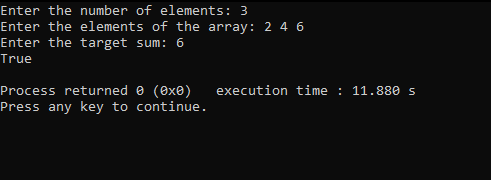 Enter the number of elements: 3
Enter the elements of the array: 2 4 6
Enter the target sum: 6
True
Process returned 0 (0x0)   execution time : 11.880 s
Press any key to continue.